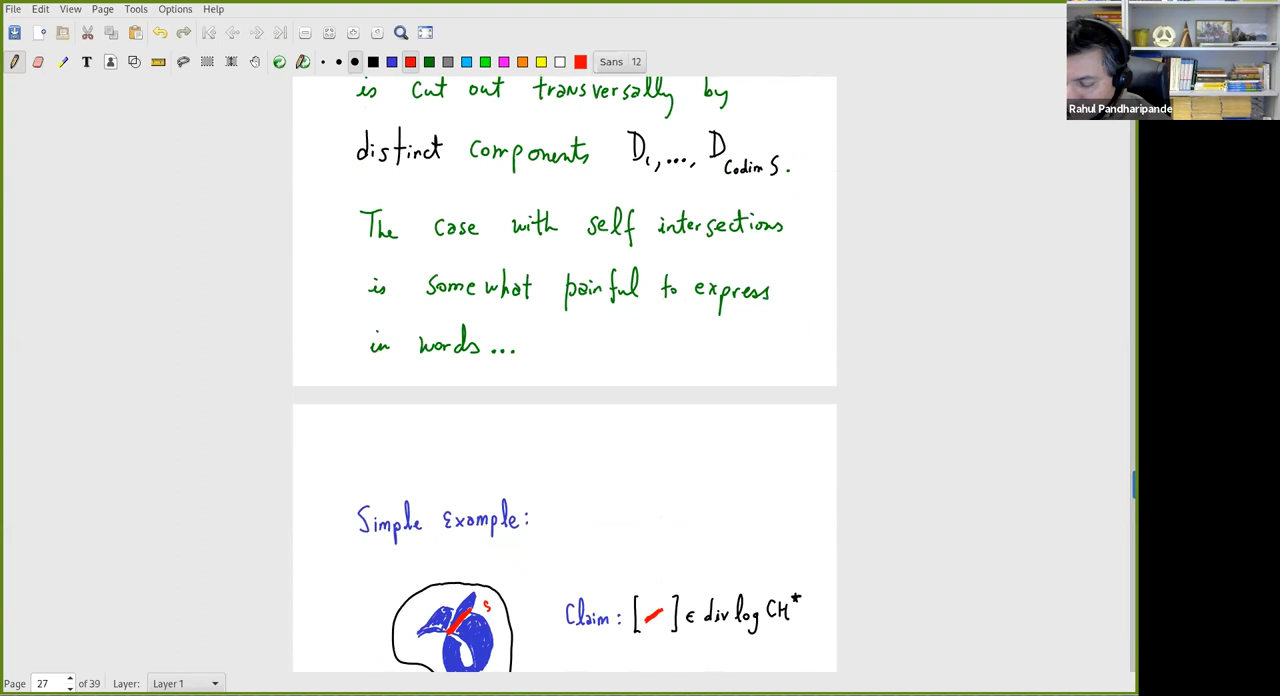 File Edit View Page Tools Options Help
T Sans 12
Rahul Pandharipande
is cut out transversally by
distinct components D₁,..., D_Codim S.
The case with self intersections
is somewhat painful to express
in words...
Simple Example:
S
Claim: [ ] ∈ div log CH*
Page 27 of 39 Layer: Layer 1